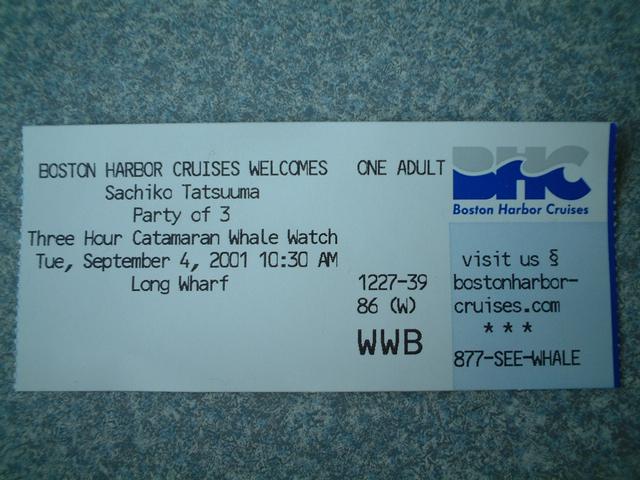 BOSTON HARBOR CRUISES WELCOMES
Sachiko Tatsuuma
Party of 3
Three Hour Catamaran Whale Watch
Tue, September 4, 2001 10:30 AM
Long Wharf
ONE ADULT
1227-39
86 (W)
WWB
BHC
Boston Harbor Cruises
visit us §
bostonharbor-
cruises.com
* * *
877-SEE-WHALE